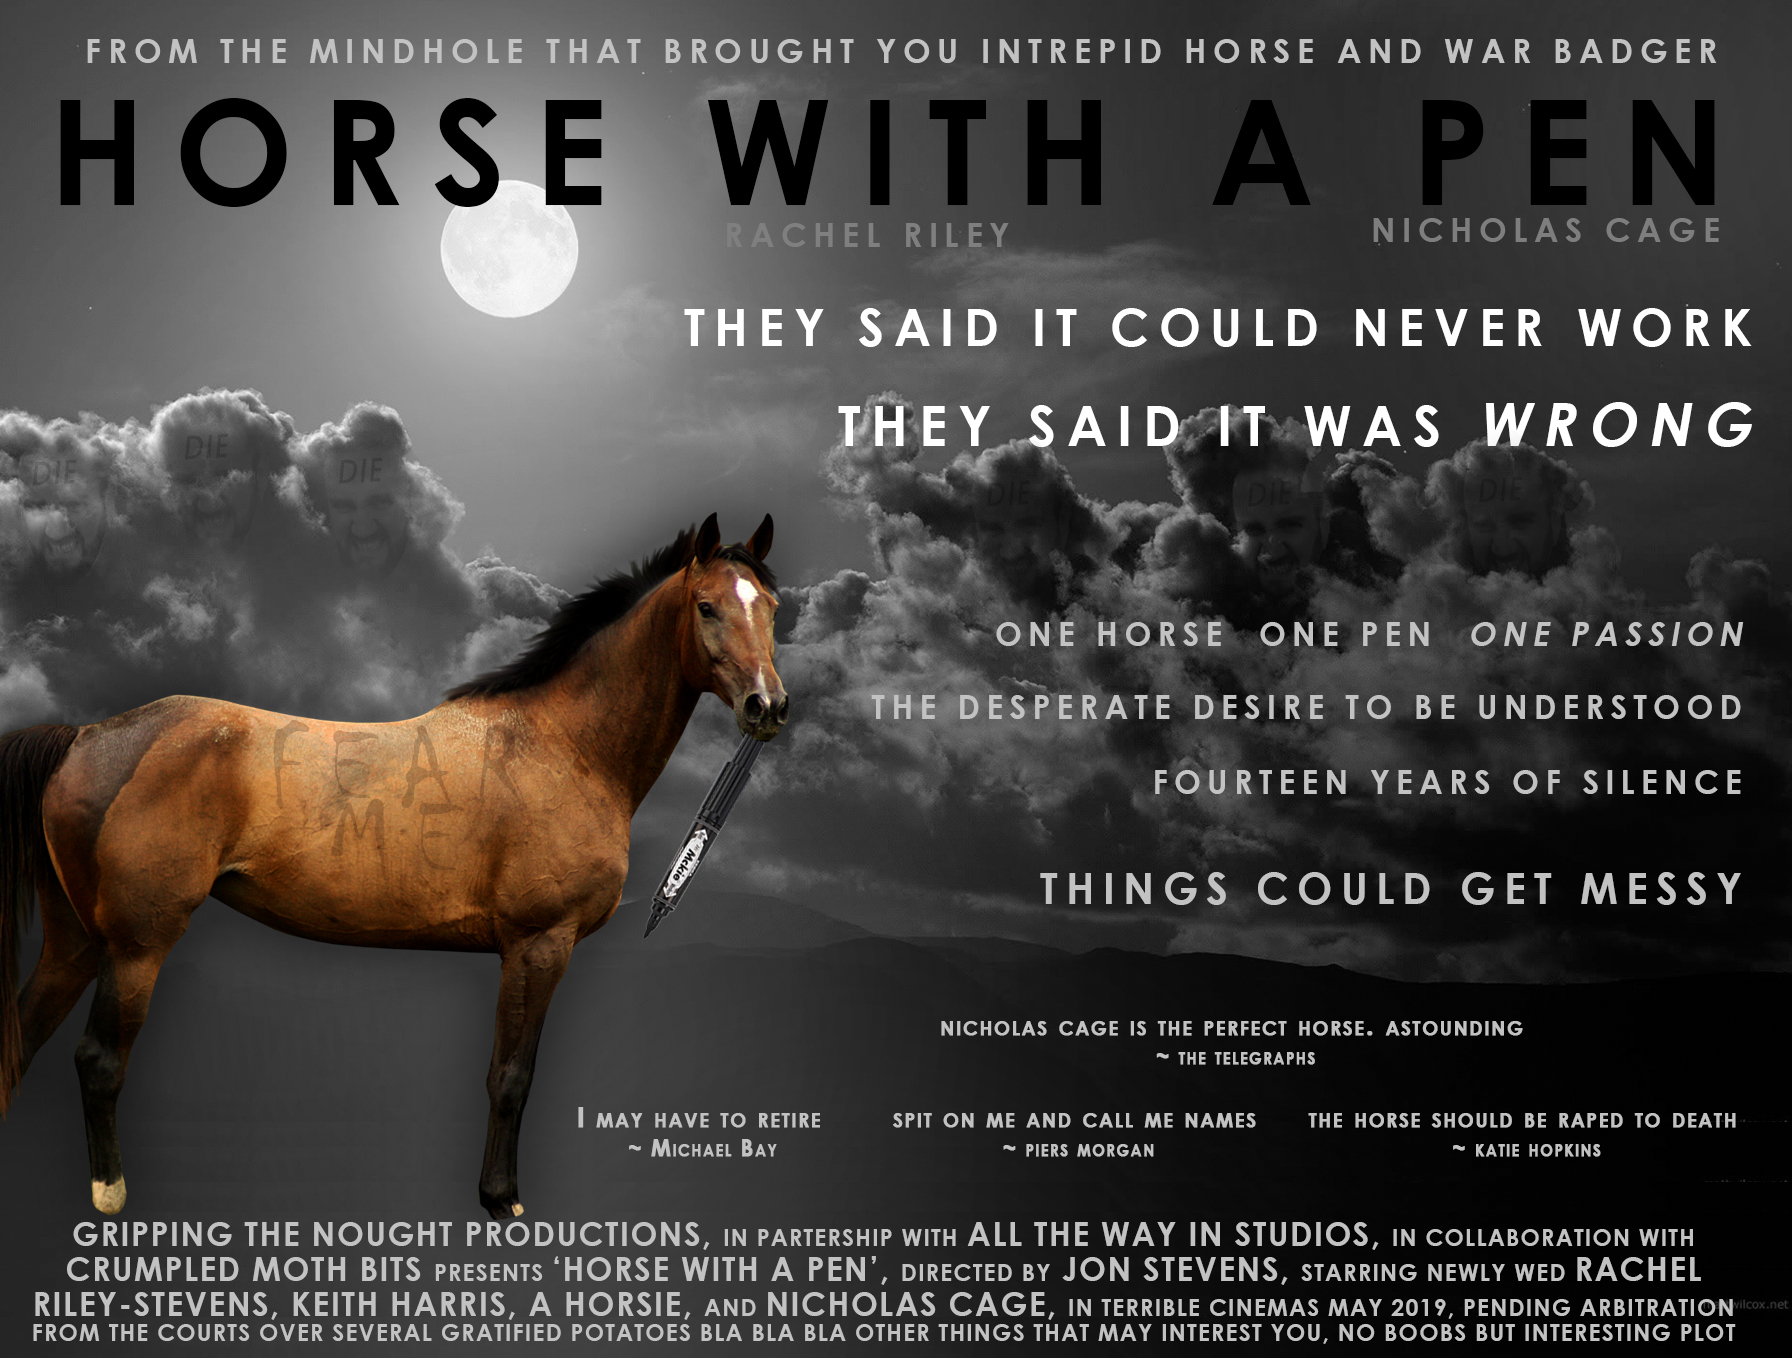 FROM THE MINDHOLE THAT BROUGHT YOU INTREPID HORSE AND WAR BADGER
HORSE WITH A PEN
RACHEL RILEY
NICHOLAS CAGE
THEY SAID IT COULD NEVER WORK
THEY SAID IT WAS WRONG
DIE
DIE
DIE
DIE
DIE
DIE
ONE HORSE ONE PEN ONE PASSION
THE DESPERATE DESIRE TO BE UNDERSTOOD
FEAR
ME
FOURTEEN YEARS OF SILENCE
THINGS COULD GET MESSY
NICHOLAS CAGE IS THE PERFECT HORSE. ASTOUNDING
~ THE TELEGRAPHS
I MAY HAVE TO RETIRE
~ MICHAEL BAY
SPIT ON ME AND CALL ME NAMES
~ PIERS MORGAN
THE HORSE SHOULD BE RAPED TO DEATH
~ KATIE HOPKINS
GRIPPING THE NOUGHT PRODUCTIONS, IN PARTERSHIP WITH ALL THE WAY IN STUDIOS, IN COLLABORATION WITH
CRUMPLED MOTH BITS PRESENTS ‘HORSE WITH A PEN’, DIRECTED BY JON STEVENS, STARRING NEWLY WED RACHEL
RILEY-STEVENS, KEITH HARRIS, A HORSIE, AND NICHOLAS CAGE, IN TERRIBLE CINEMAS MAY 2019, PENDING ARBITRATION
FROM THE COURTS OVER SEVERAL GRATIFIED POTATOES BLA BLA BLA OTHER THINGS THAT MAY INTEREST YOU, NO BOOBS BUT INTERESTING PLOT